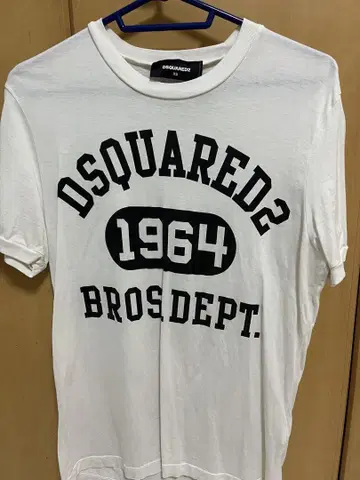 DSQUARED2
DSQUARED2
1964
BROS. DEPT.